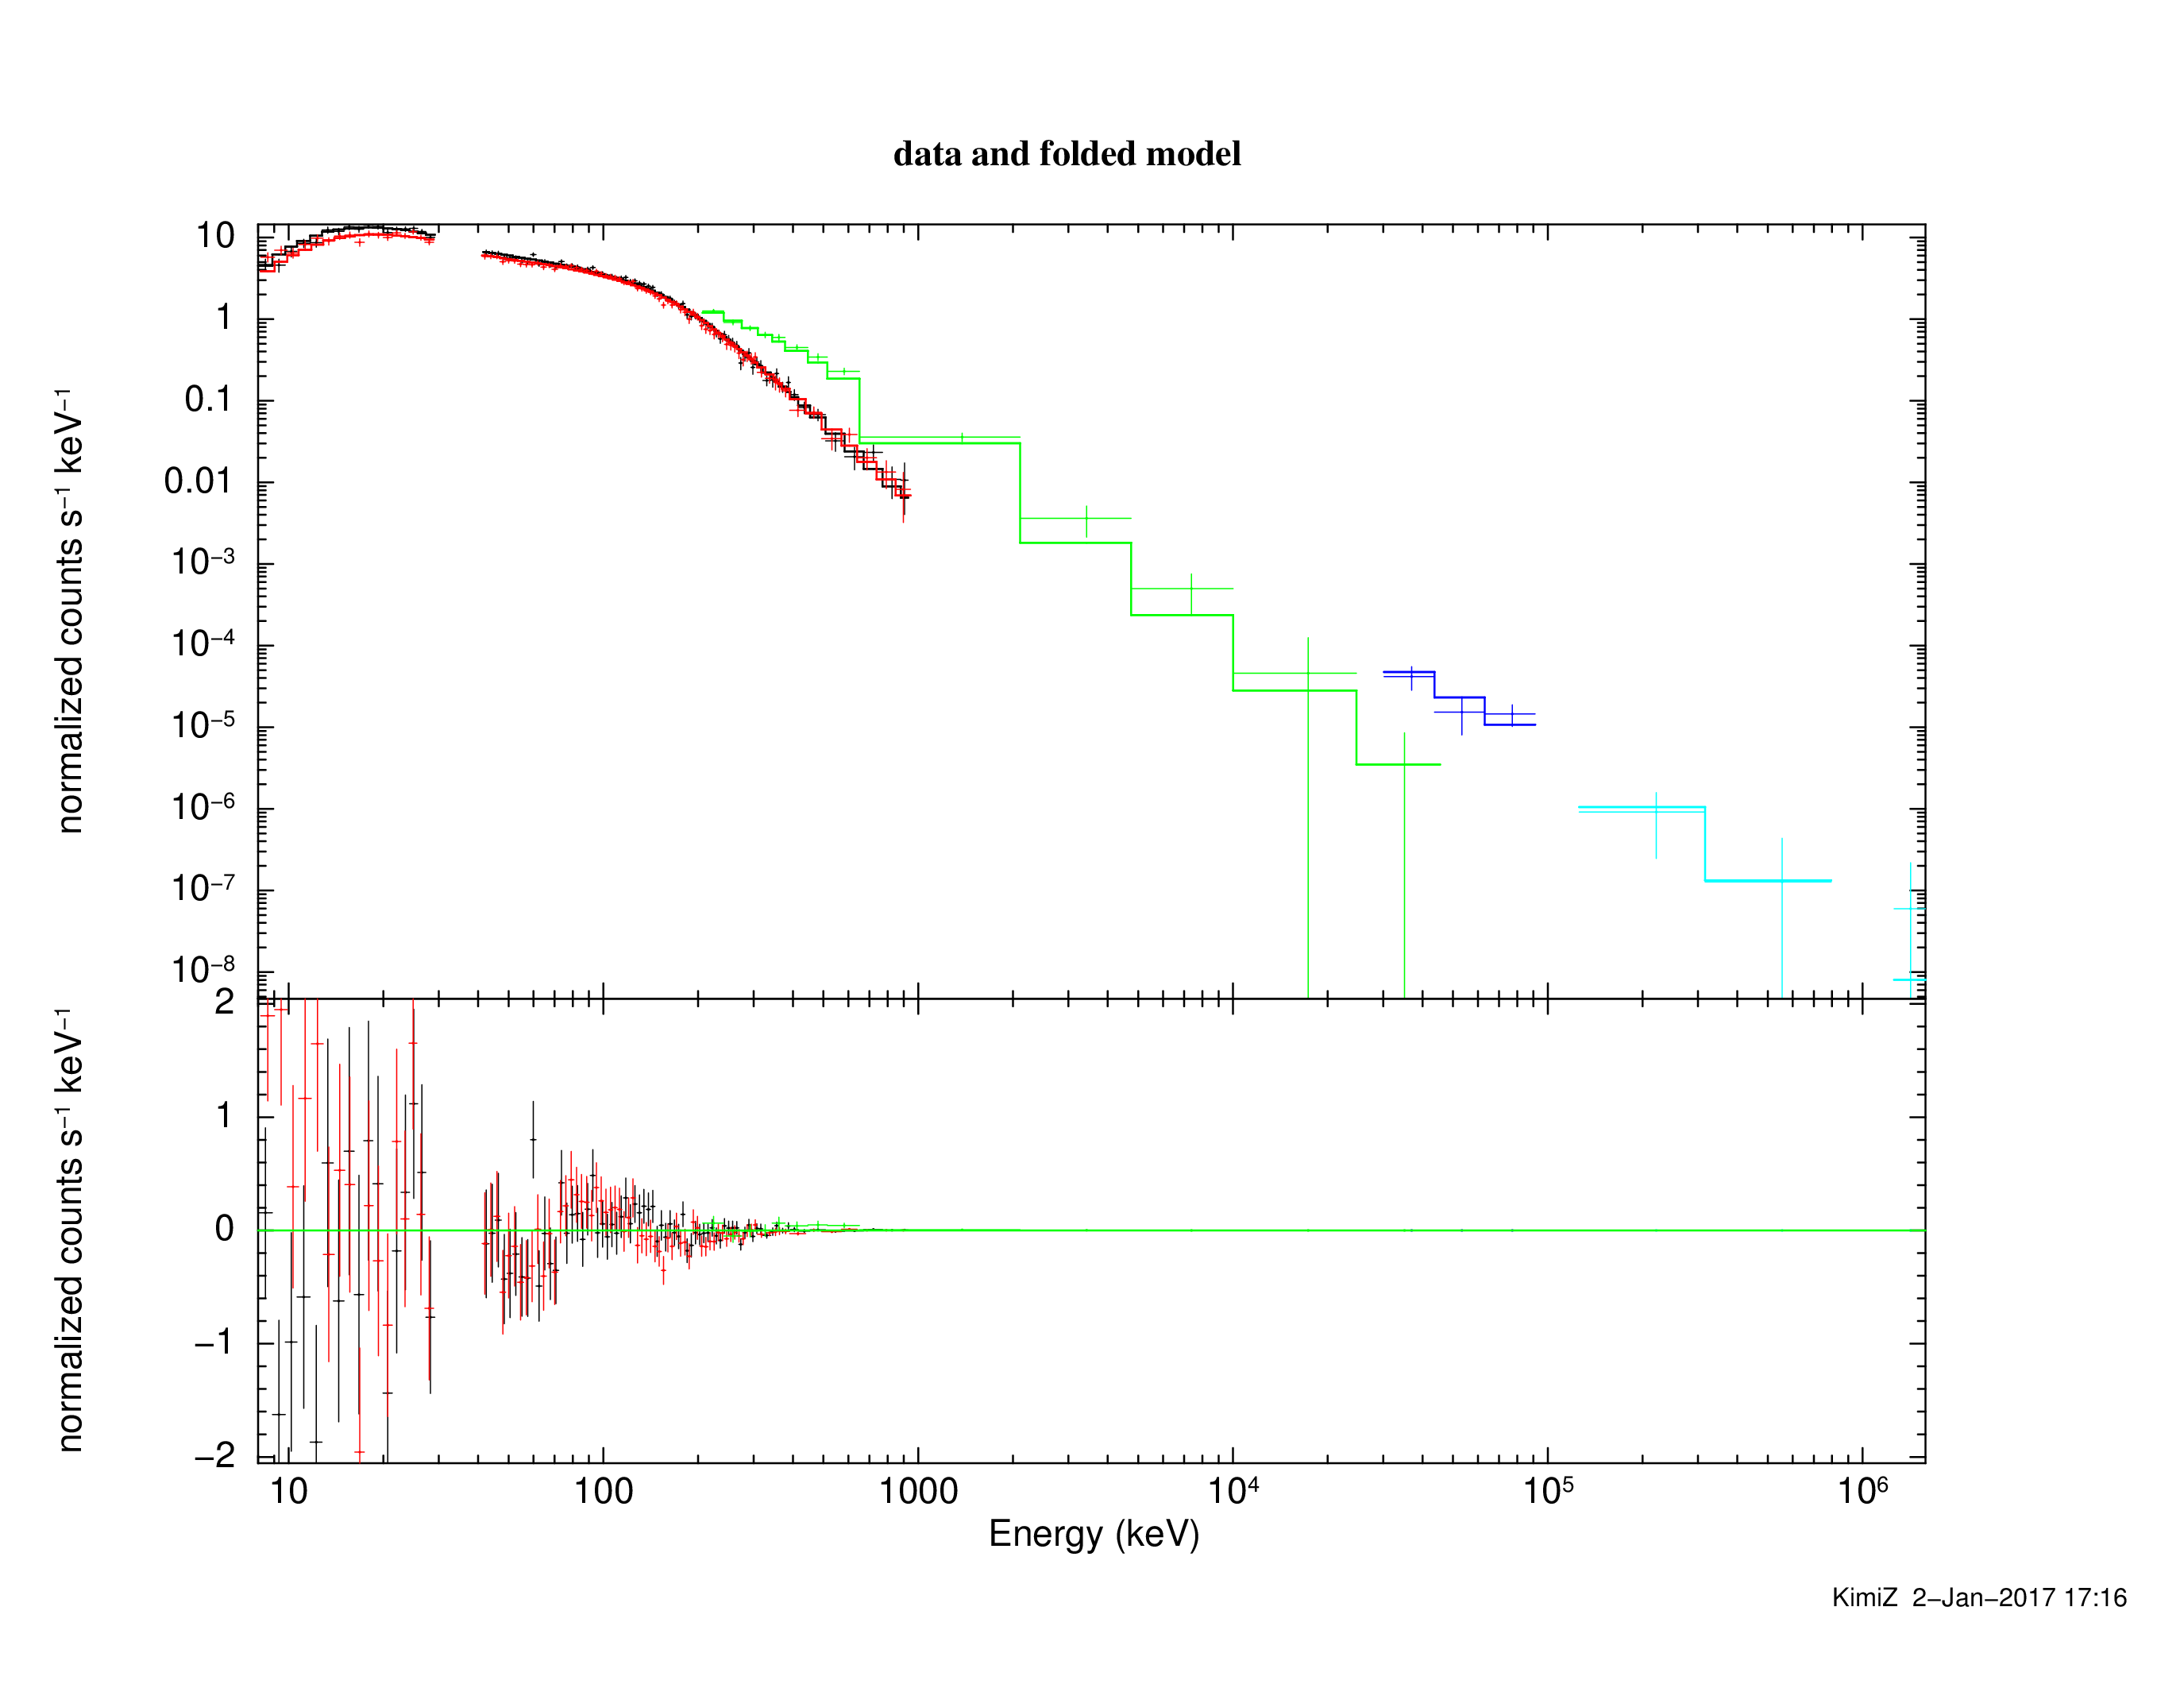 data and folded model
normalized counts s−1 keV−1
10
1
0.1
0.01
10−3
10−4
10−5
10−6
10−7
10−8
normalized counts s−1 keV−1
2
1
0
−1
−2
10 100 1000 104 105 106
Energy (keV)
KimiZ 2−Jan−2017 17:16